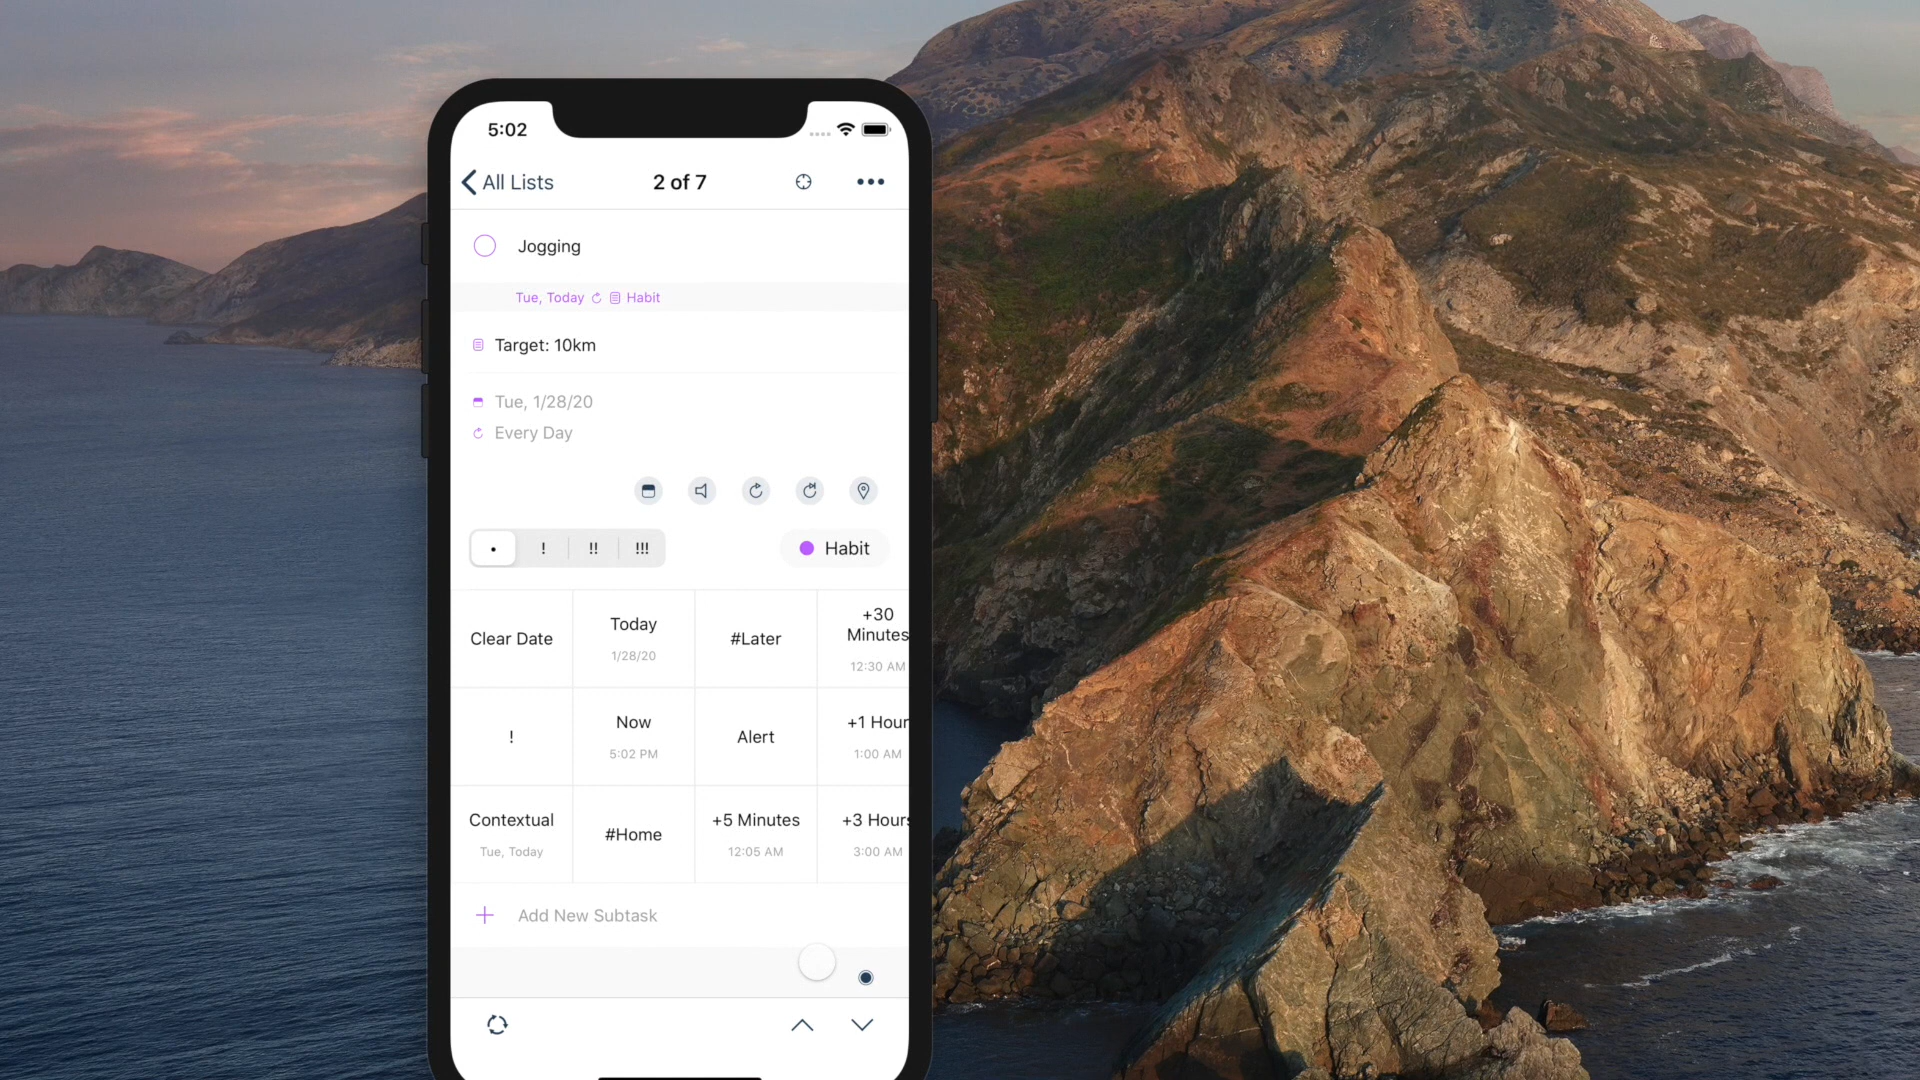 5:02
All Lists
2 of 7
Jogging
Tue, Today Habit
Target: 10km
Tue, 1/28/20
Every Day
! !! !!!
Habit
Clear Date
Today
1/28/20
#Later
+30
Minutes
12:30 AM
!
Now
5:02 PM
Alert
+1 Hour
1:00 AM
Contextual
Tue, Today
#Home
+5 Minutes
12:05 AM
+3 Hours
3:00 AM
Add New Subtask